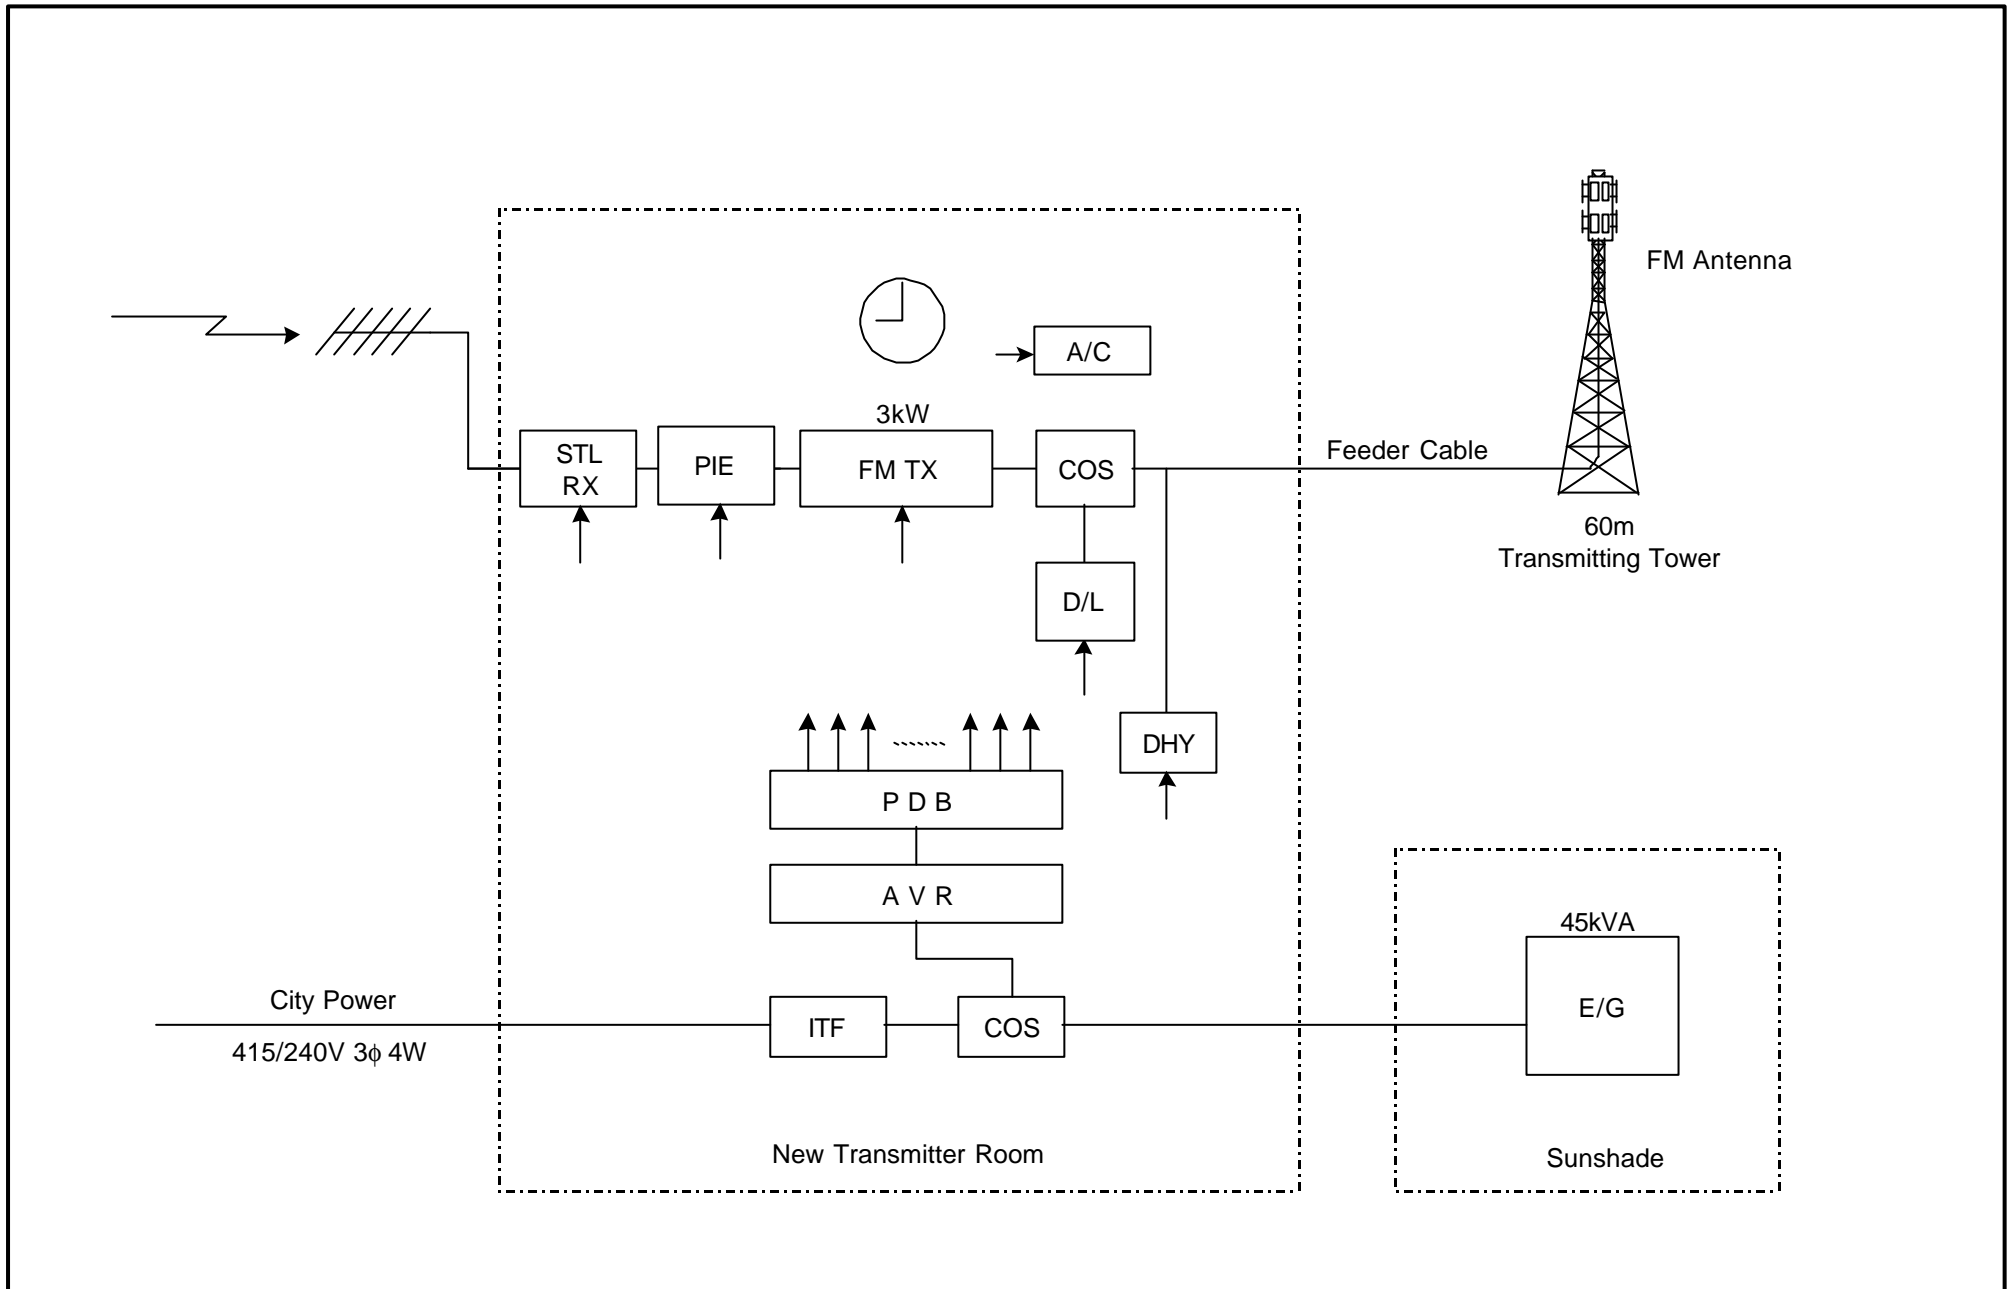 FM Antenna
A/C
3kW
STL
RX
PIE
FM TX
COS
Feeder Cable
60m
Transmitting Tower
D/L
DHY
P D B
A V R
45kVA
E/G
City Power
415/240V 3ϕ 4W
ITF
COS
New Transmitter Room
Sunshade